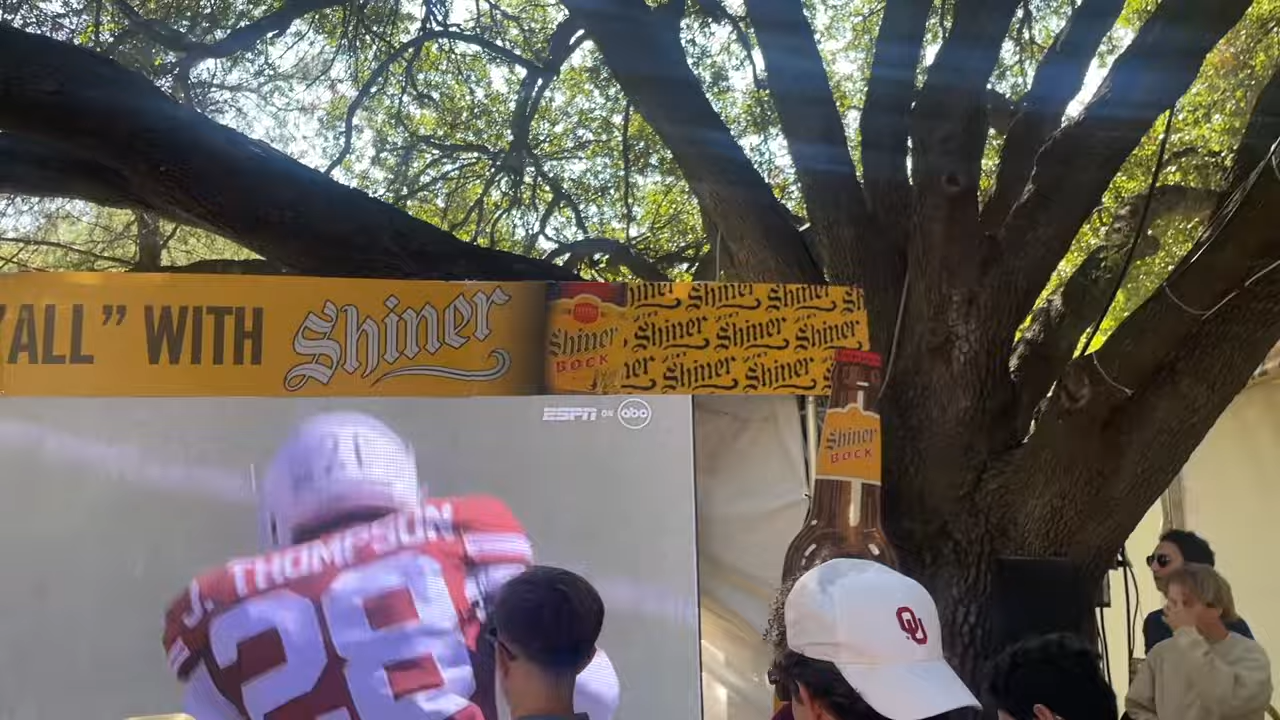 Y'ALL” WITH Shiner
Shiner
BOCK
Shiner Shiner Shiner
Shiner Shiner Shiner
Shiner Shiner
Shiner
BOCK
ESPN ON abc
J. THOMPSON
28
OU